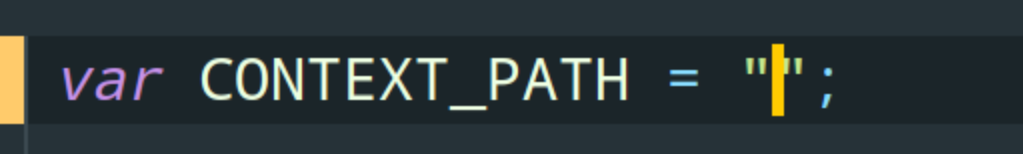 var CONTEXT_PATH = "";